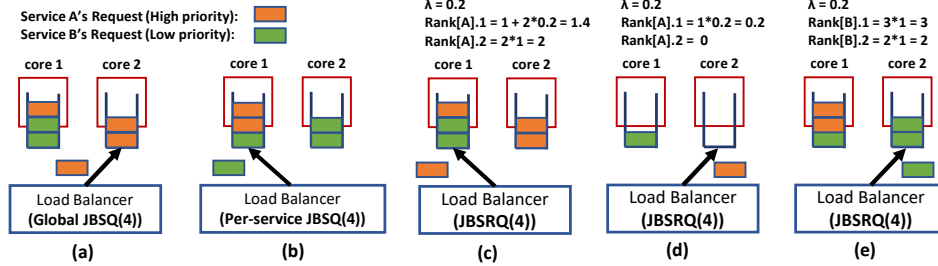 Service A's Request (High priority):
Service B's Request (Low priority):
core 1
core 2
Load Balancer
(Global JBSQ(4))
(a)
core 1
core 2
Load Balancer
(Per-service JBSQ(4))
(b)
λ = 0.2
Rank[A].1 = 1 + 2*0.2 = 1.4
Rank[A].2 = 2*1 = 2
core 1
core 2
Load Balancer
(JBSRQ(4))
(c)
λ = 0.2
Rank[A].1 = 1*0.2 = 0.2
Rank[A].2 = 0
core 1
core 2
Load Balancer
(JBSRQ(4))
(d)
λ = 0.2
Rank[B].1 = 3*1 = 3
Rank[B].2 = 2*1 = 2
core 1
core 2
Load Balancer
(JBSRQ(4))
(e)